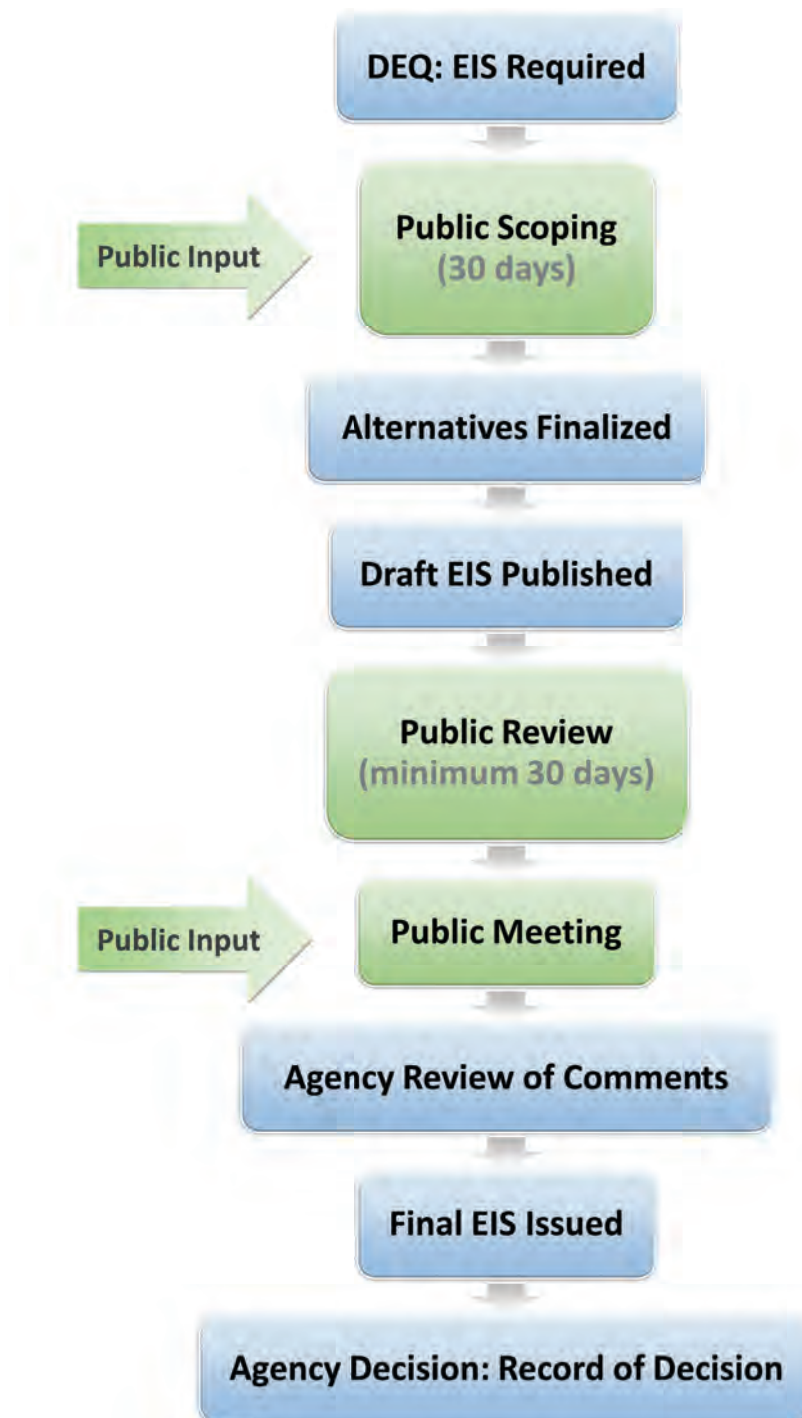 DEQ: EIS Required
Public Scoping
(30 days)
Public Input
Alternatives Finalized
Draft EIS Published
Public Review
(minimum 30 days)
Public Meeting
Public Input
Agency Review of Comments
Final EIS Issued
Agency Decision: Record of Decision